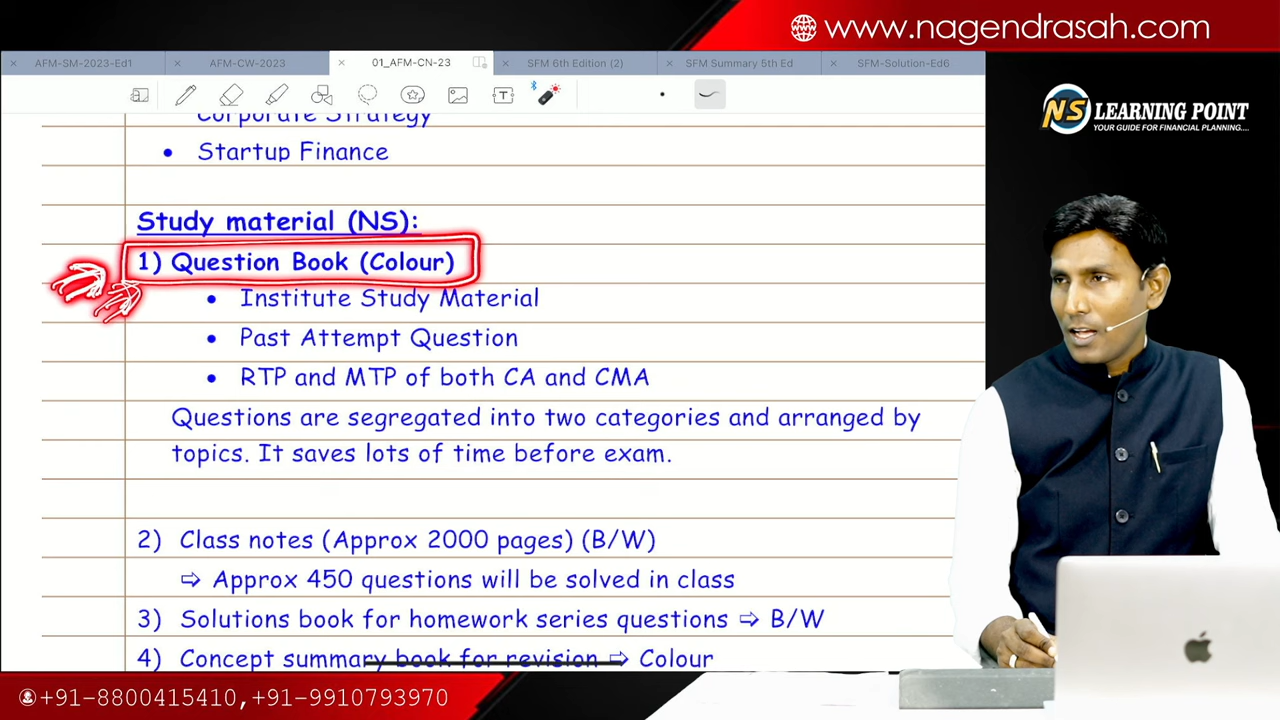 www.nagendrasah.com
AFM-SM-2023-Ed1
AFM-CW-2023
01_AFM-CN-23
SFM 6th Edition (2)
SFM Summary 5th Ed
SFM-Solution-Ed6
NS LEARNING POINT
YOUR GUIDE FOR FINANCIAL PLANNING....
Corporate Strategy
• Startup Finance
Study material (NS):
1) Question Book (Colour)
• Institute Study Material
• Past Attempt Question
• RTP and MTP of both CA and CMA
Questions are segregated into two categories and arranged by
topics. It saves lots of time before exam.
2) Class notes (Approx 2000 pages) (B/W)
⇨ Approx 450 questions will be solved in class
3) Solutions book for homework series questions ⇨ B/W
4) Concept summary book for revision ⇨ Colour
+91-8800415410,+91-9910793970